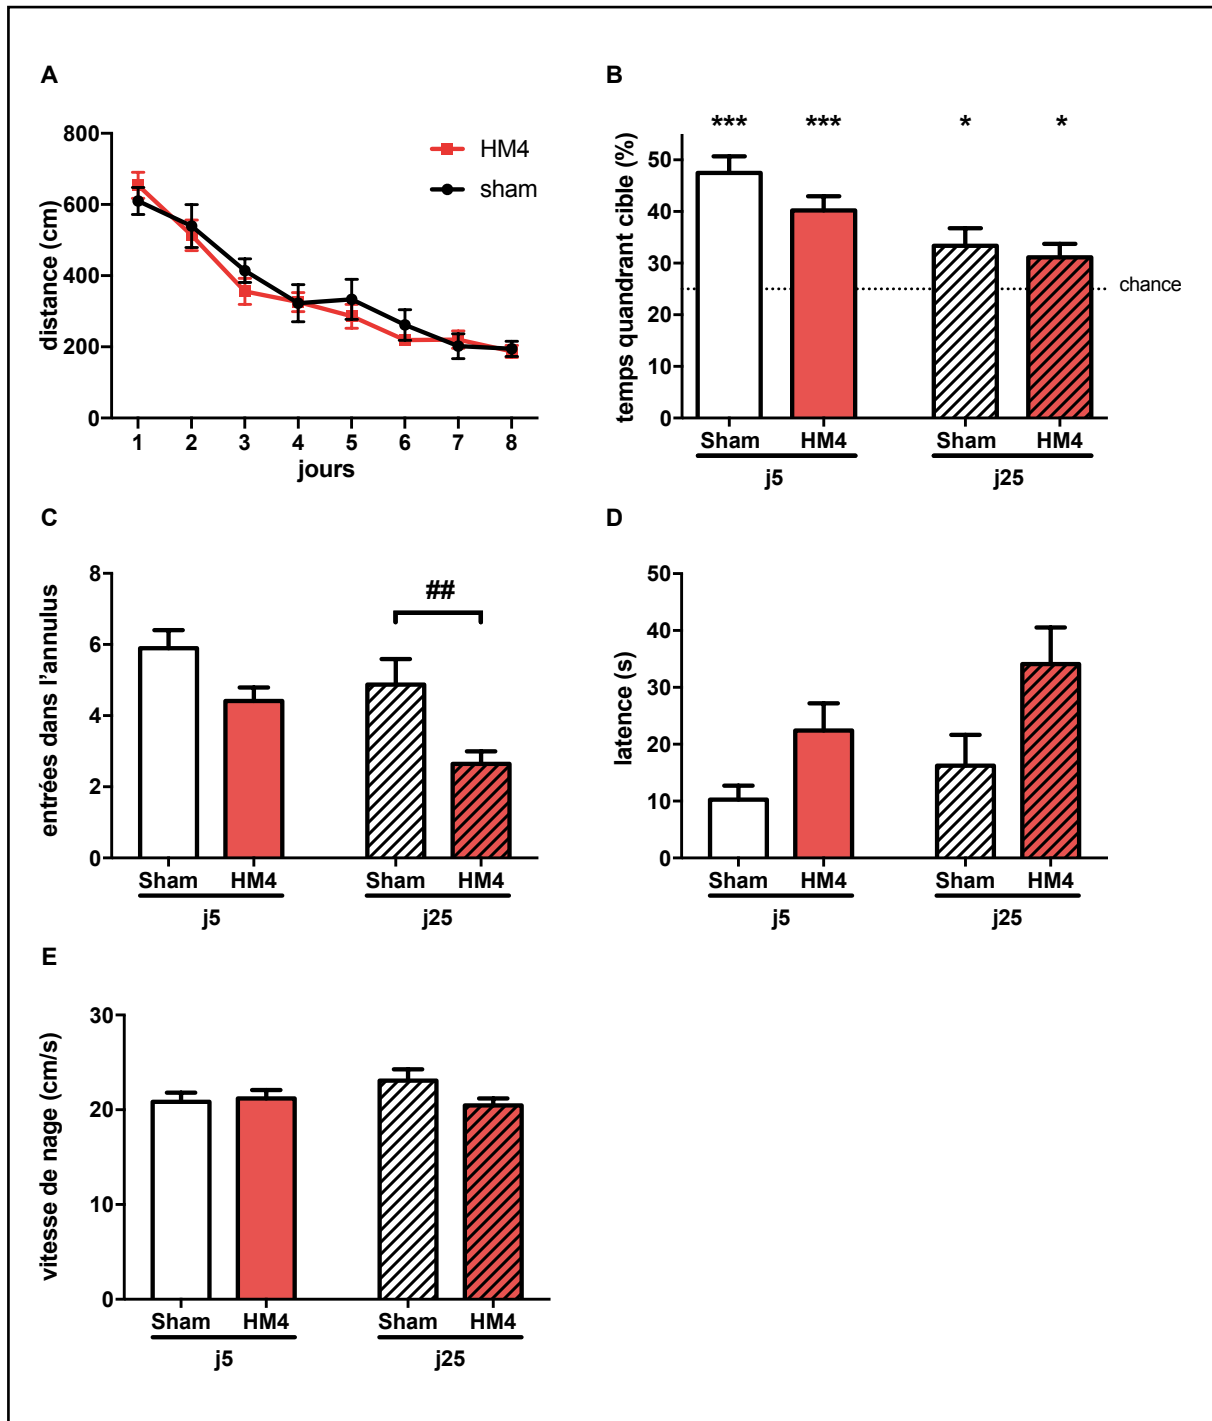 A
800
600
400
200
0
distance (cm)
HM4
sham
1 2 3 4 5 6 7 8
jours
B
*** *** * *
50
40
30
20
10
0
temps quandrant cible (%)
chance
Sham HM4 Sham HM4
j5 j25
C
8
6
4
2
0
entrées dans l'annulus
##
Sham HM4 Sham HM4
j5 j25
D
50
40
30
20
10
0
latence (s)
Sham HM4 Sham HM4
j5 j25
E
30
20
10
0
vitesse de nage (cm/s)
Sham HM4 Sham HM4
j5 j25